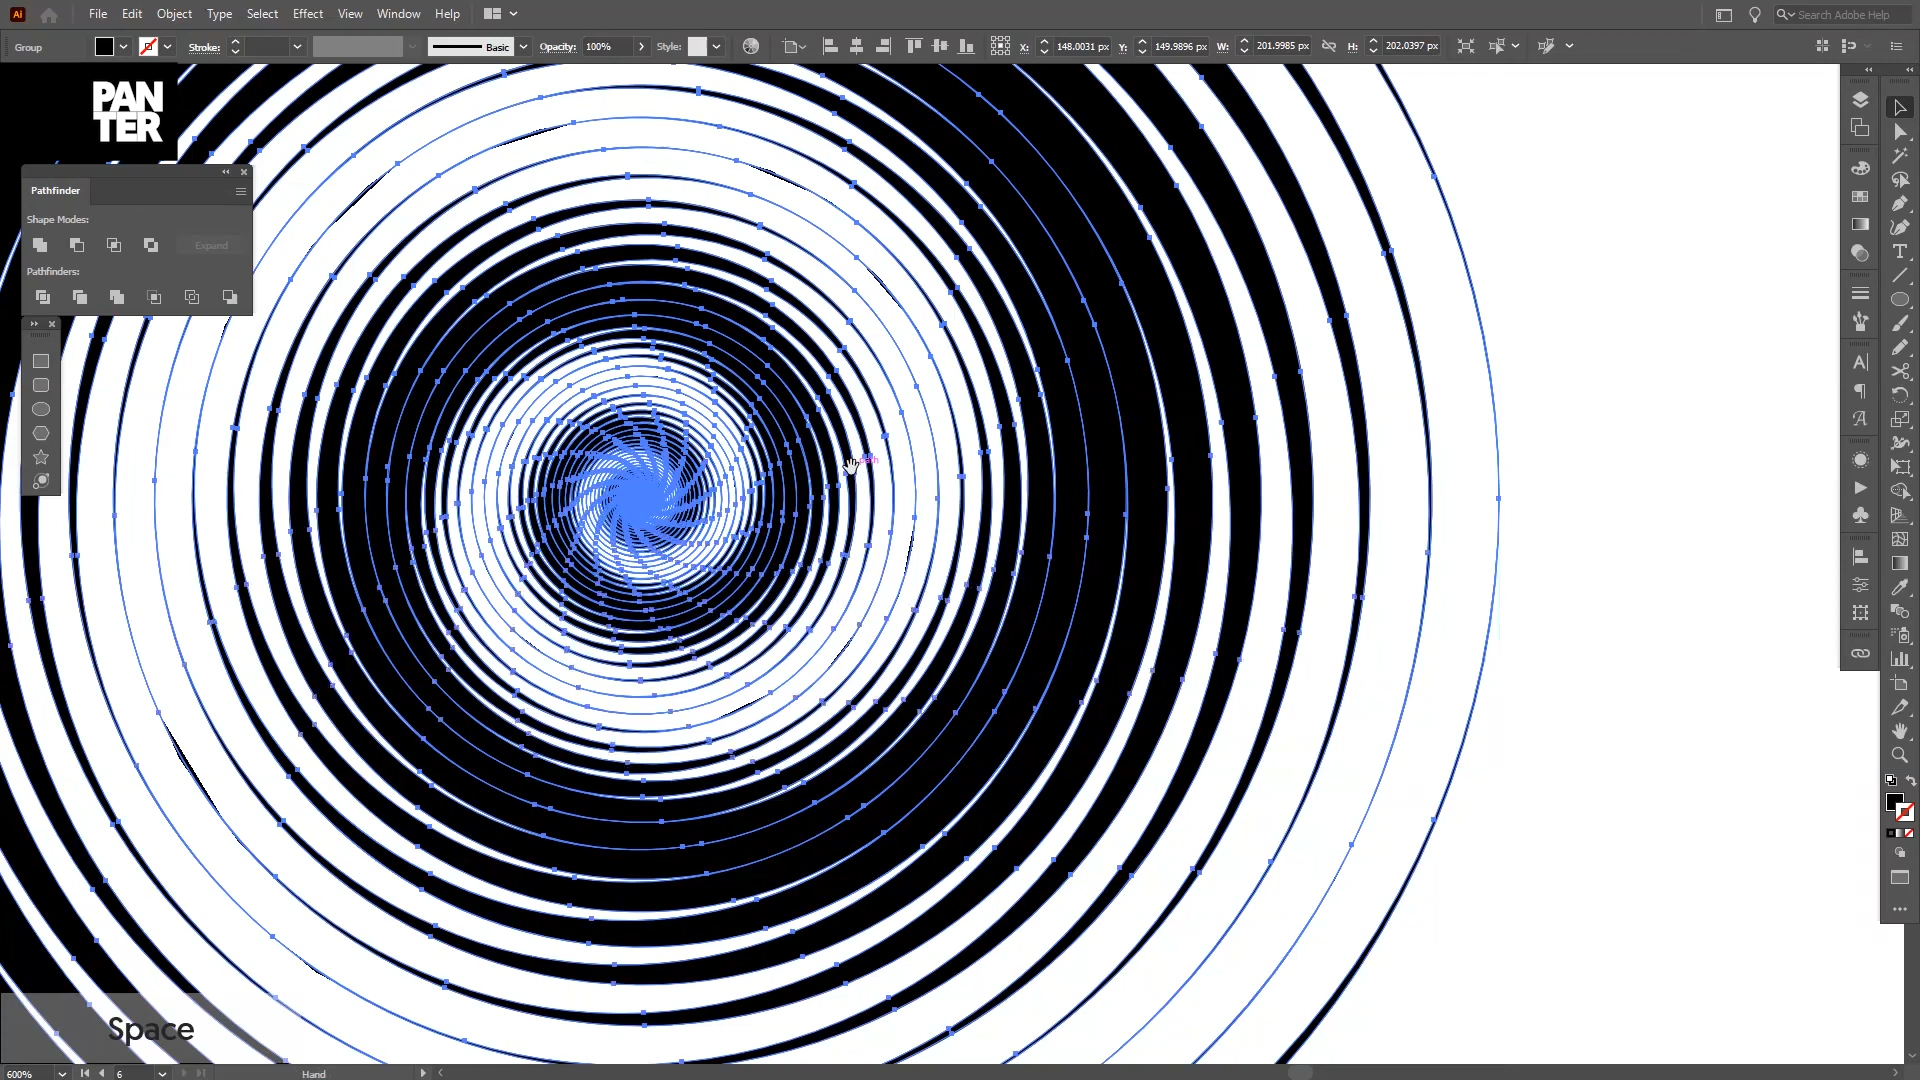 Ai File Edit Object Type Select Effect View Window Help Search Adobe Help
Group Stroke: Basic Opacity: 100% Style: X: 148.0031 px Y: 149.9896 px W: 201.9985 px H: 202.0397 px
PAN
TER
Pathfinder
Shape Modes:
Expand
Pathfinders:
path
Space
600% 6 Hand